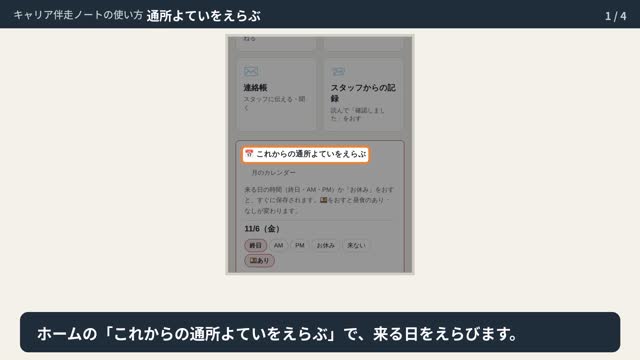 キャリア伴走ノートの使い方 通所よていをえらぶ
1 / 4
ねる
連絡帳
スタッフに伝える・聞
く
スタッフからの記
録
読んで「確認しまし
た」をおす
📅 これからの通所よていをえらぶ
月のカレンダー
来る日の時間（終日・AM・PM）か「お休み」をおす
と、すぐに保存されます。🍱をおすと昼食のあり・
なしが変わります。
11/6（金）
終日 AM PM お休み 来ない
🍱あり
ホームの「これからの通所よていをえらぶ」で、来る日をえらびます。